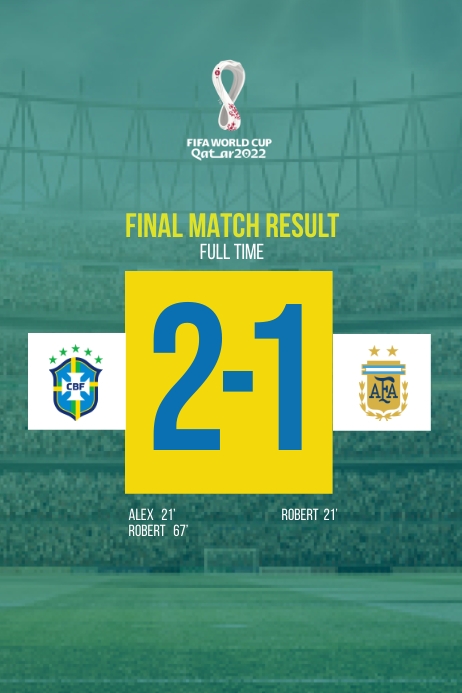 FIFA WORLD CUP
Qatar2022
FINAL MATCH RESULT
FULL TIME
2-1
CBF
AFA
ALEX 21'
ROBERT 67'
ROBERT 21'